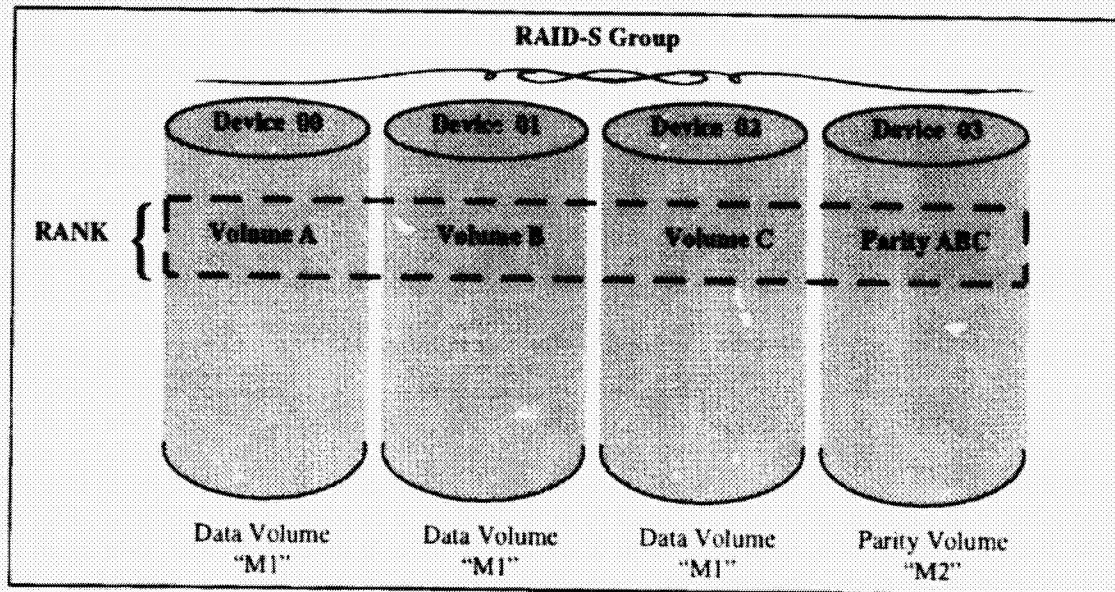 RAID-S Group
Device 00 Device 01 Device 02 Device 03
RANK Volume A Volume B Volume C Parity ABC
Data Volume Data Volume Data Volume Parity Volume
“M1” “M1” “M1” “M2”